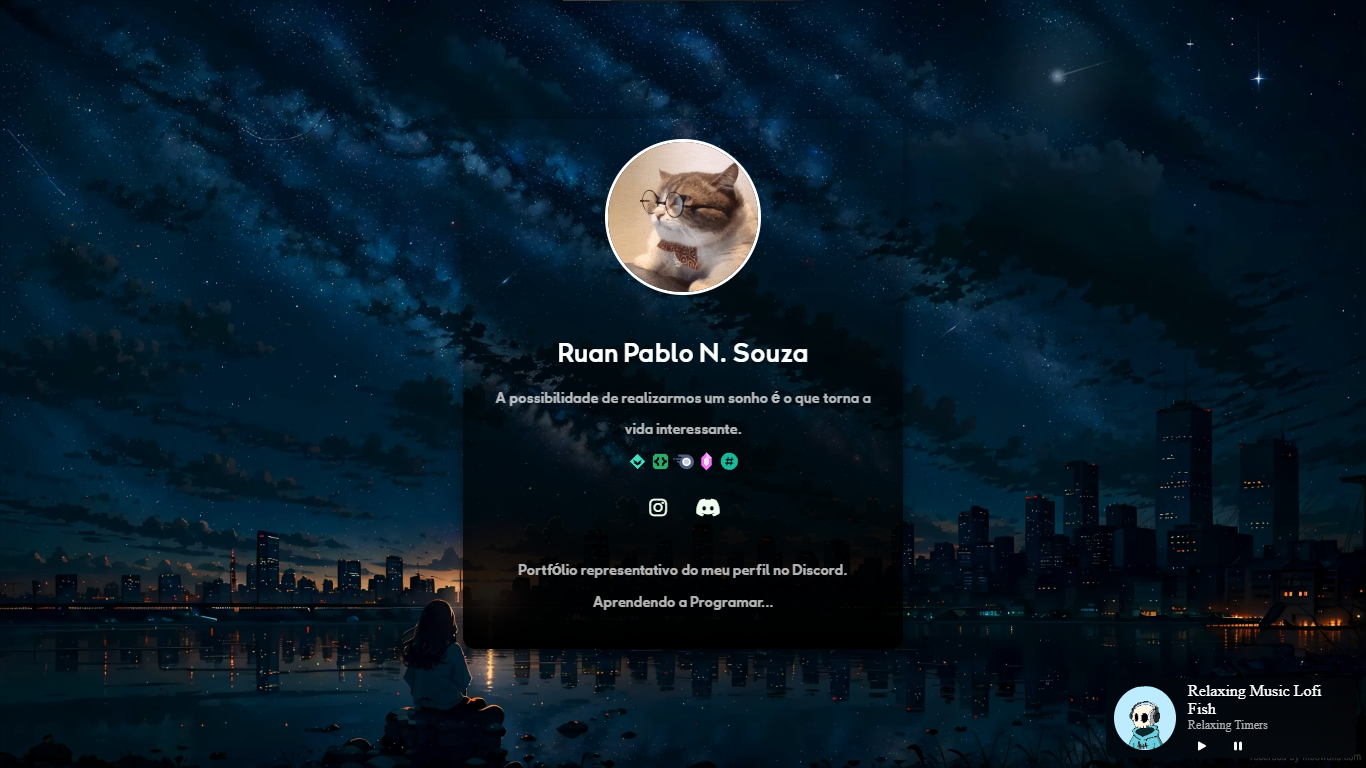 Ruan Pablo N. Souza
A possibilidade de realizarmos um sonho é o que torna a
vida interessante.
#
Portfólio representativo do meu perfil no Discord.
Aprendendo a Programar...
Relaxing Music Lofi
Fish
Relaxing Timers